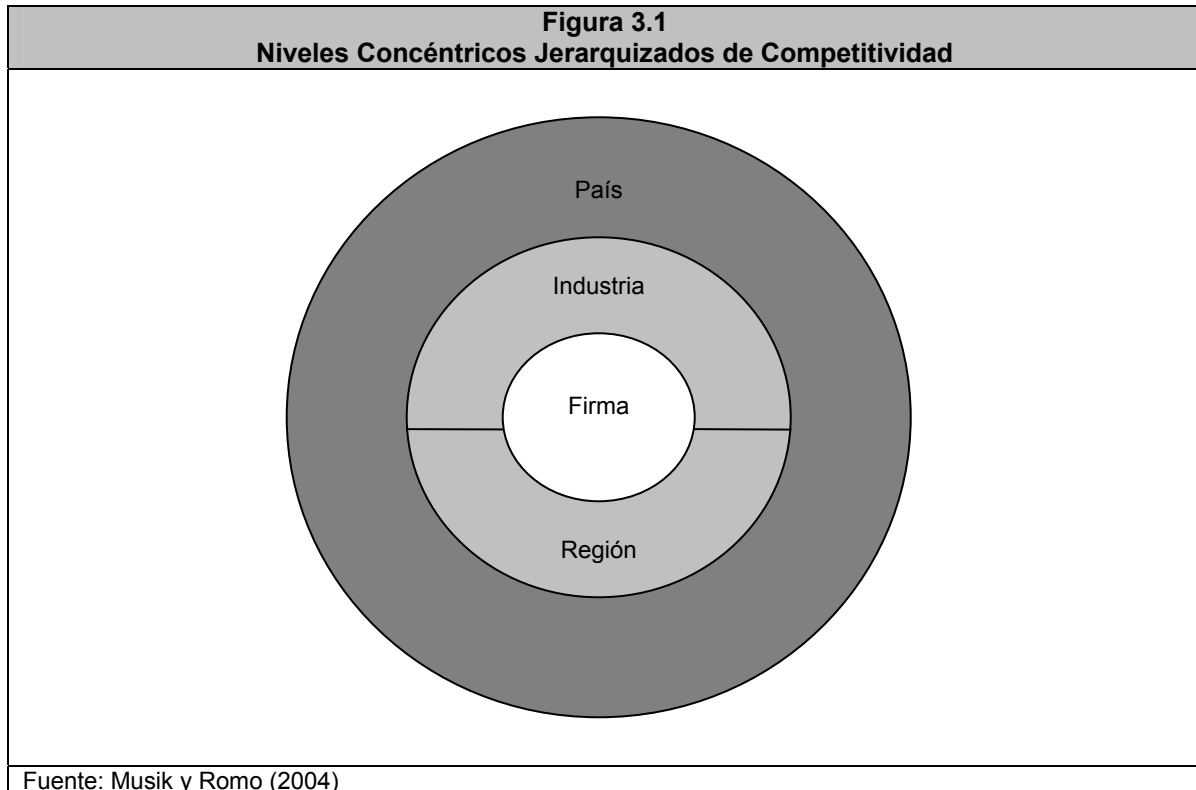 Figura 3.1
Niveles Concéntricos Jerarquizados de Competitividad
País
Industria
Firma
Región
Fuente: Musik y Romo (2004)